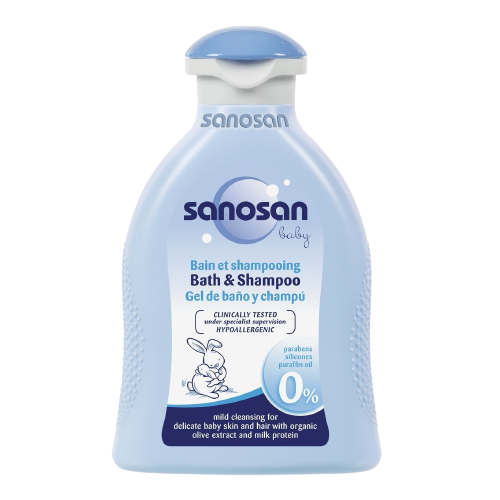 sanosan
sanosan
baby
Bain et shampooing
Bath & Shampoo
Gel de baño y champú
CLINICALLY TESTED
under specialist supervision
HYPOALLERGENIC
parabens
silicones
paraffin oil
0%
mild cleansing for
delicate baby skin and hair with organic
olive extract and milk protein